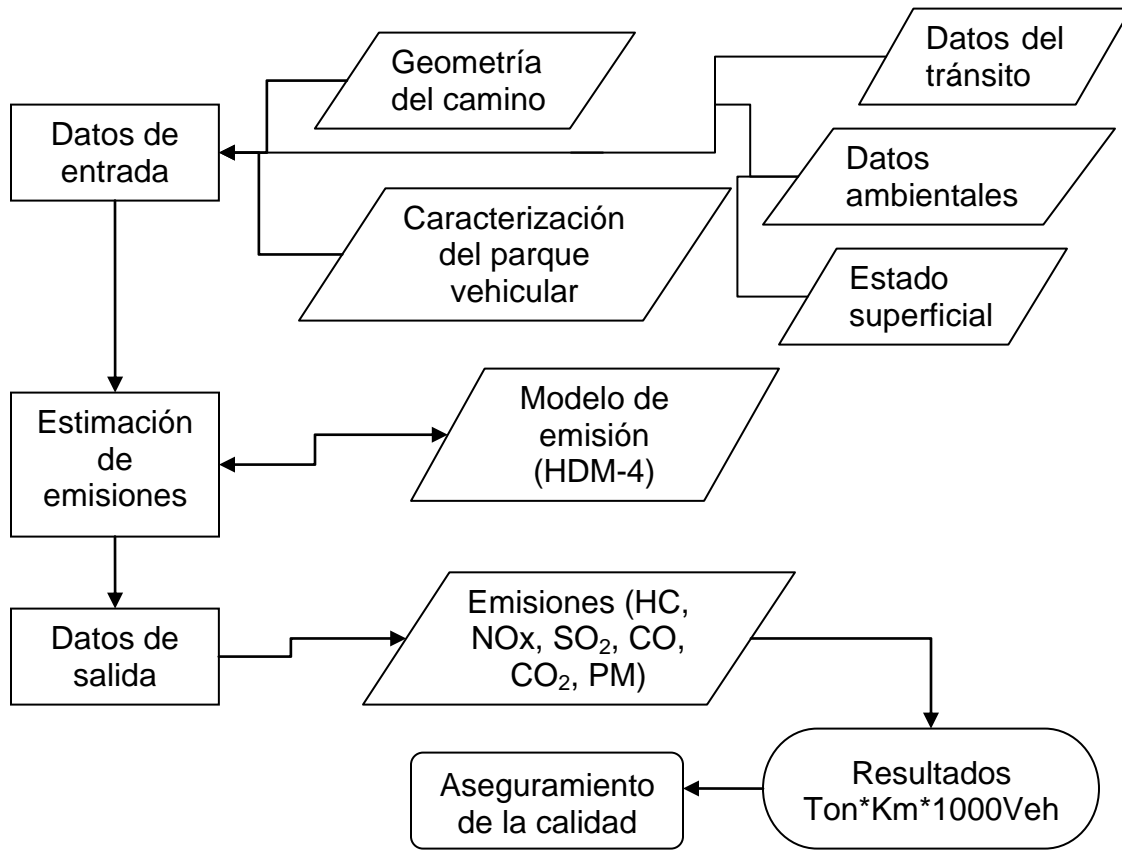 Geometría
del camino
Datos del
tránsito
Datos de
entrada
Datos
ambientales
Caracterización
del parque
vehicular
Estado
superficial
Estimación
de
emisiones
Modelo de
emisión
(HDM-4)
Datos de
salida
Emisiones (HC,
NOx, SO₂, CO,
CO₂, PM)
Resultados
Ton*Km*1000Veh
Aseguramiento
de la calidad